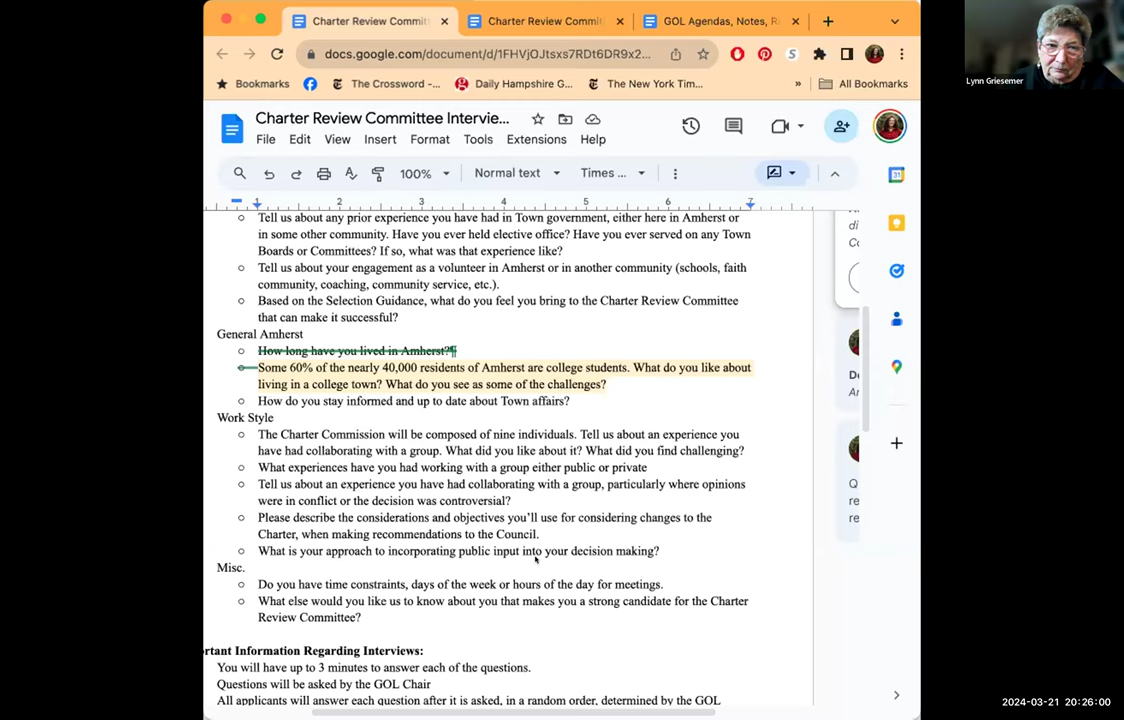 Charter Review Committ
Charter Review Commit
GOL Agendas, Notes, R
docs.google.com/document/d/1FHVjOJtsxs7RDt6DR9x2...
Bookmarks
The Crossword -...
Daily Hampshire G...
The New York Tim...
»
All Bookmarks
Lynn Griesemer
Charter Review Committee Intervie...
File Edit View Insert Format Tools Extensions Help
100% Normal text Times ...
1 2 3 4 5 6 7
Tell us about any prior experience you have had in Town government, either here in Amherst or
in some other community. Have you ever held elective office? Have you ever served on any Town
Boards or Committees? If so, what was that experience like?
Tell us about your engagement as a volunteer in Amherst or in another community (schools, faith
community, coaching, community service, etc.).
Based on the Selection Guidance, what do you feel you bring to the Charter Review Committee
that can make it successful?
General Amherst
How long have you lived in Amherst?¶
Some 60% of the nearly 40,000 residents of Amherst are college students. What do you like about
living in a college town? What do you see as some of the challenges?
How do you stay informed and up to date about Town affairs?
Work Style
The Charter Commission will be composed of nine individuals. Tell us about an experience you
have had collaborating with a group. What did you like about it? What did you find challenging?
What experiences have you had working with a group either public or private
Tell us about an experience you have had collaborating with a group, particularly where opinions
were in conflict or the decision was controversial?
Please describe the considerations and objectives you'll use for considering changes to the
Charter, when making recommendations to the Council.
What is your approach to incorporating public input into your decision making?
Misc.
Do you have time constraints, days of the week or hours of the day for meetings.
What else would you like us to know about you that makes you a strong candidate for the Charter
Review Committee?
rtant Information Regarding Interviews:
You will have up to 3 minutes to answer each of the questions.
Questions will be asked by the GOL Chair
All applicants will answer each question after it is asked, in a random order, determined by the GOL
di
Co
De
Ar
Q
re
re
2024-03-21 20:26:00